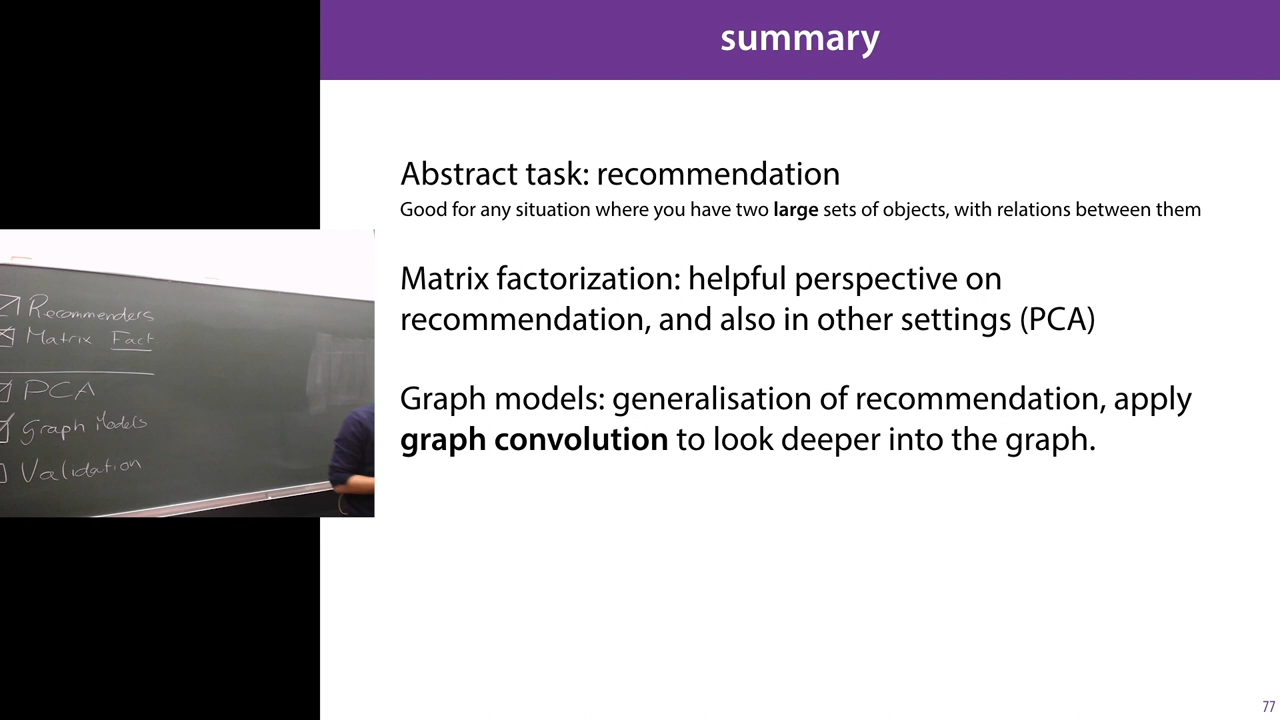 summary
Abstract task: recommendation
Good for any situation where you have two large sets of objects, with relations between them
Matrix factorization: helpful perspective on
recommendation, and also in other settings (PCA)
Graph models: generalisation of recommendation, apply
graph convolution to look deeper into the graph.
Recommenders
Matrix Fact
PCA
Graph Models
Validation
77